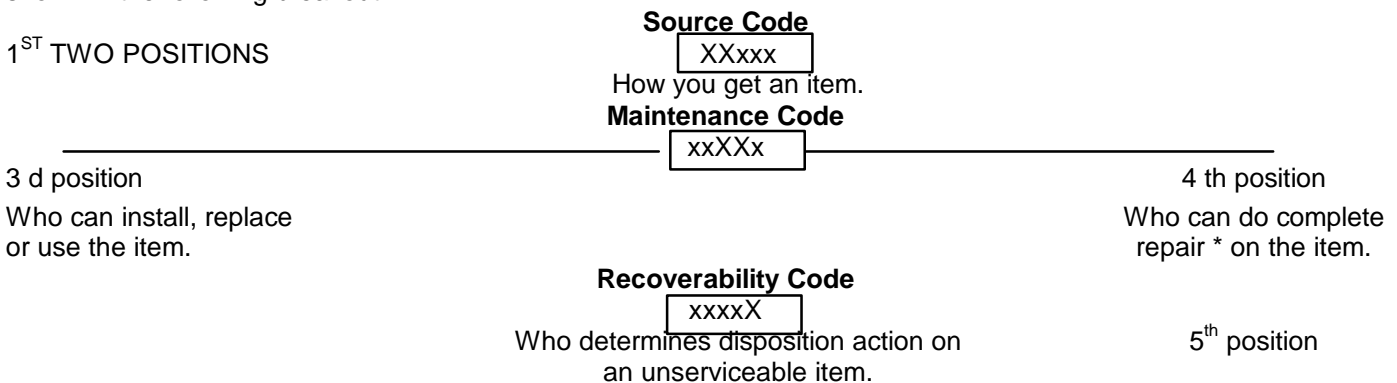 Source Code
1ST TWO POSITIONS
XXxxx
How you get an item.
Maintenance Code
xxXXx
3 d position
4 th position
Who can install, replace
or use the item.
Who can do complete
repair * on the item.
Recoverability Code
xxxxX
Who determines disposition action on
an unserviceable item.
5th position